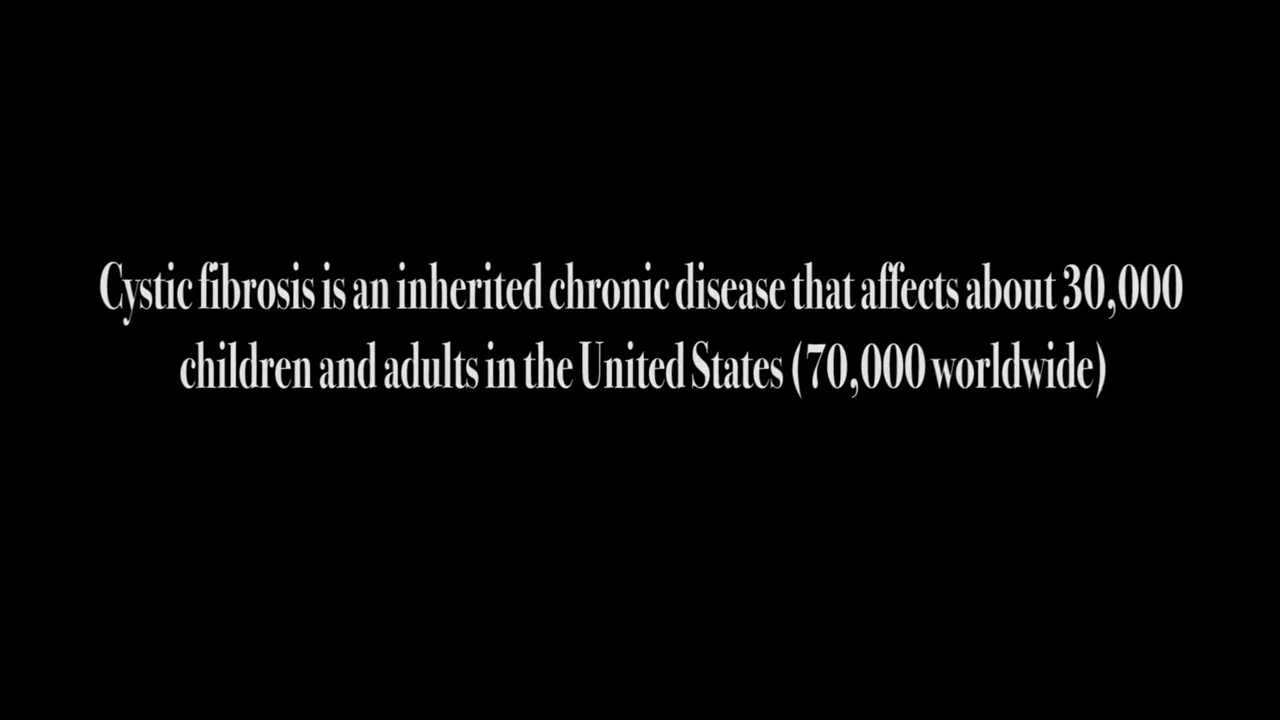 Cystic fibrosis is an inherited chronic disease that affects about 30,000
children and adults in the United States (70,000 worldwide)